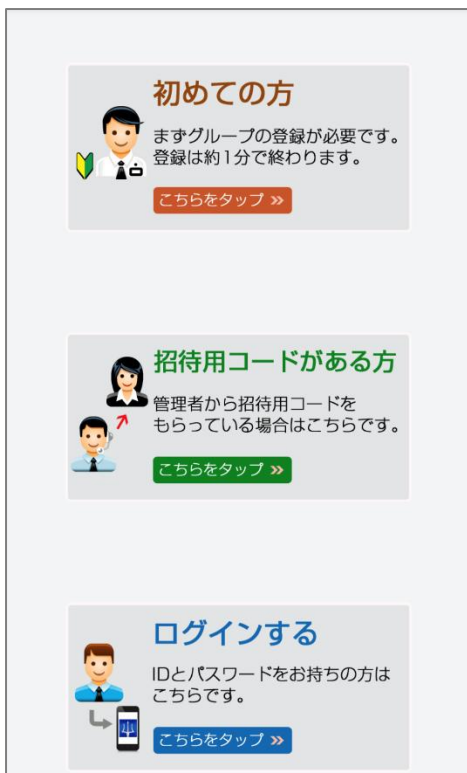 初めての方
まずグループの登録が必要です。
登録は約1分で終わります。
こちらをタップ »
招待用コードがある方
管理者から招待用コードを
もらっている場合はこちらです。
こちらをタップ »
ログインする
IDとパスワードをお持ちの方は
こちらです。
こちらをタップ »